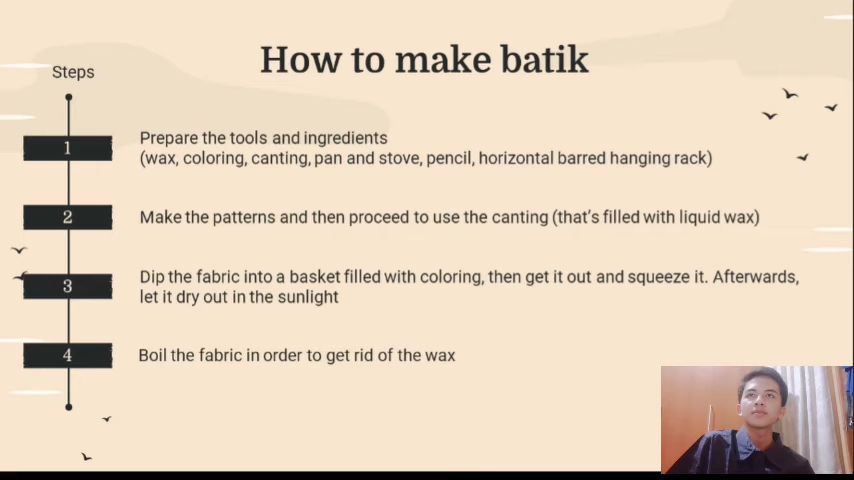 How to make batik
Steps
1
Prepare the tools and ingredients
(wax, coloring, canting, pan and stove, pencil, horizontal barred hanging rack)
2
Make the patterns and then proceed to use the canting (that's filled with liquid wax)
3
Dip the fabric into a basket filled with coloring, then get it out and squeeze it. Afterwards,
let it dry out in the sunlight
4
Boil the fabric in order to get rid of the wax